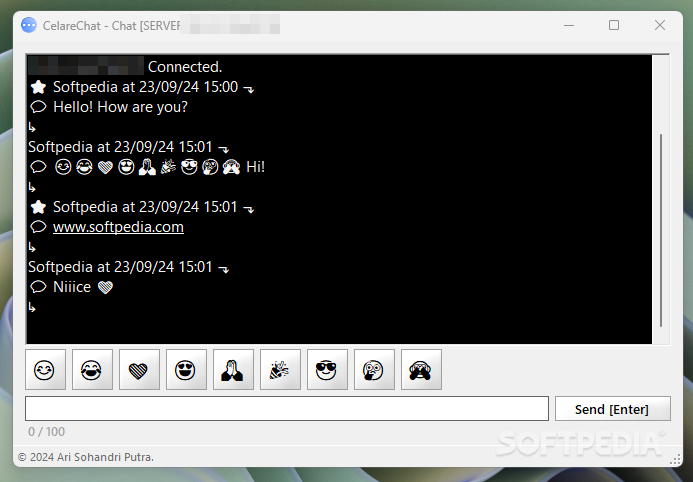 CelareChat - Chat [SERVER
Connected.
Softpedia at 23/09/24 15:00
Hello! How are you?
Softpedia at 23/09/24 15:01
😊😂💖😍🙏🎉😎🤣🙈 Hi!
Softpedia at 23/09/24 15:01
www.softpedia.com
Softpedia at 23/09/24 15:01
Niiice 💖
Send [Enter]
0 / 100
SOFTPEDIA®
© 2024 Ari Sohandri Putra.